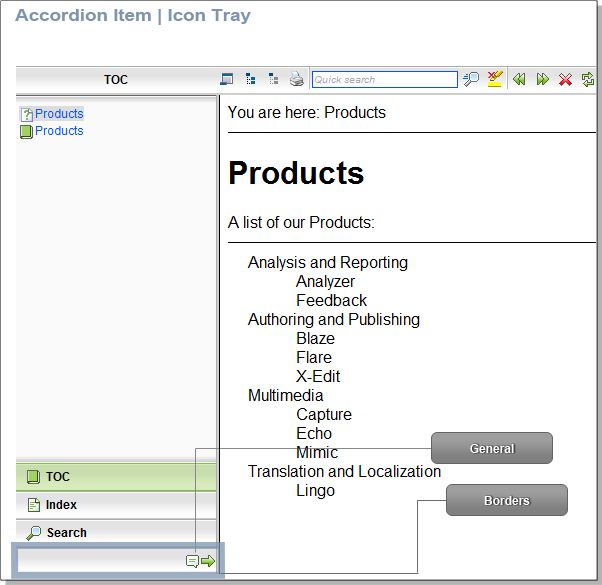 Accordion Item | Icon Tray
TOC
Quick search
Products
Products
You are here: Products
Products
A list of our Products:
Analysis and Reporting
Analyzer
Feedback
Authoring and Publishing
Blaze
Flare
X-Edit
Multimedia
Capture
Echo
Mimic
Translation and Localization
Lingo
General
Borders
TOC
Index
Search